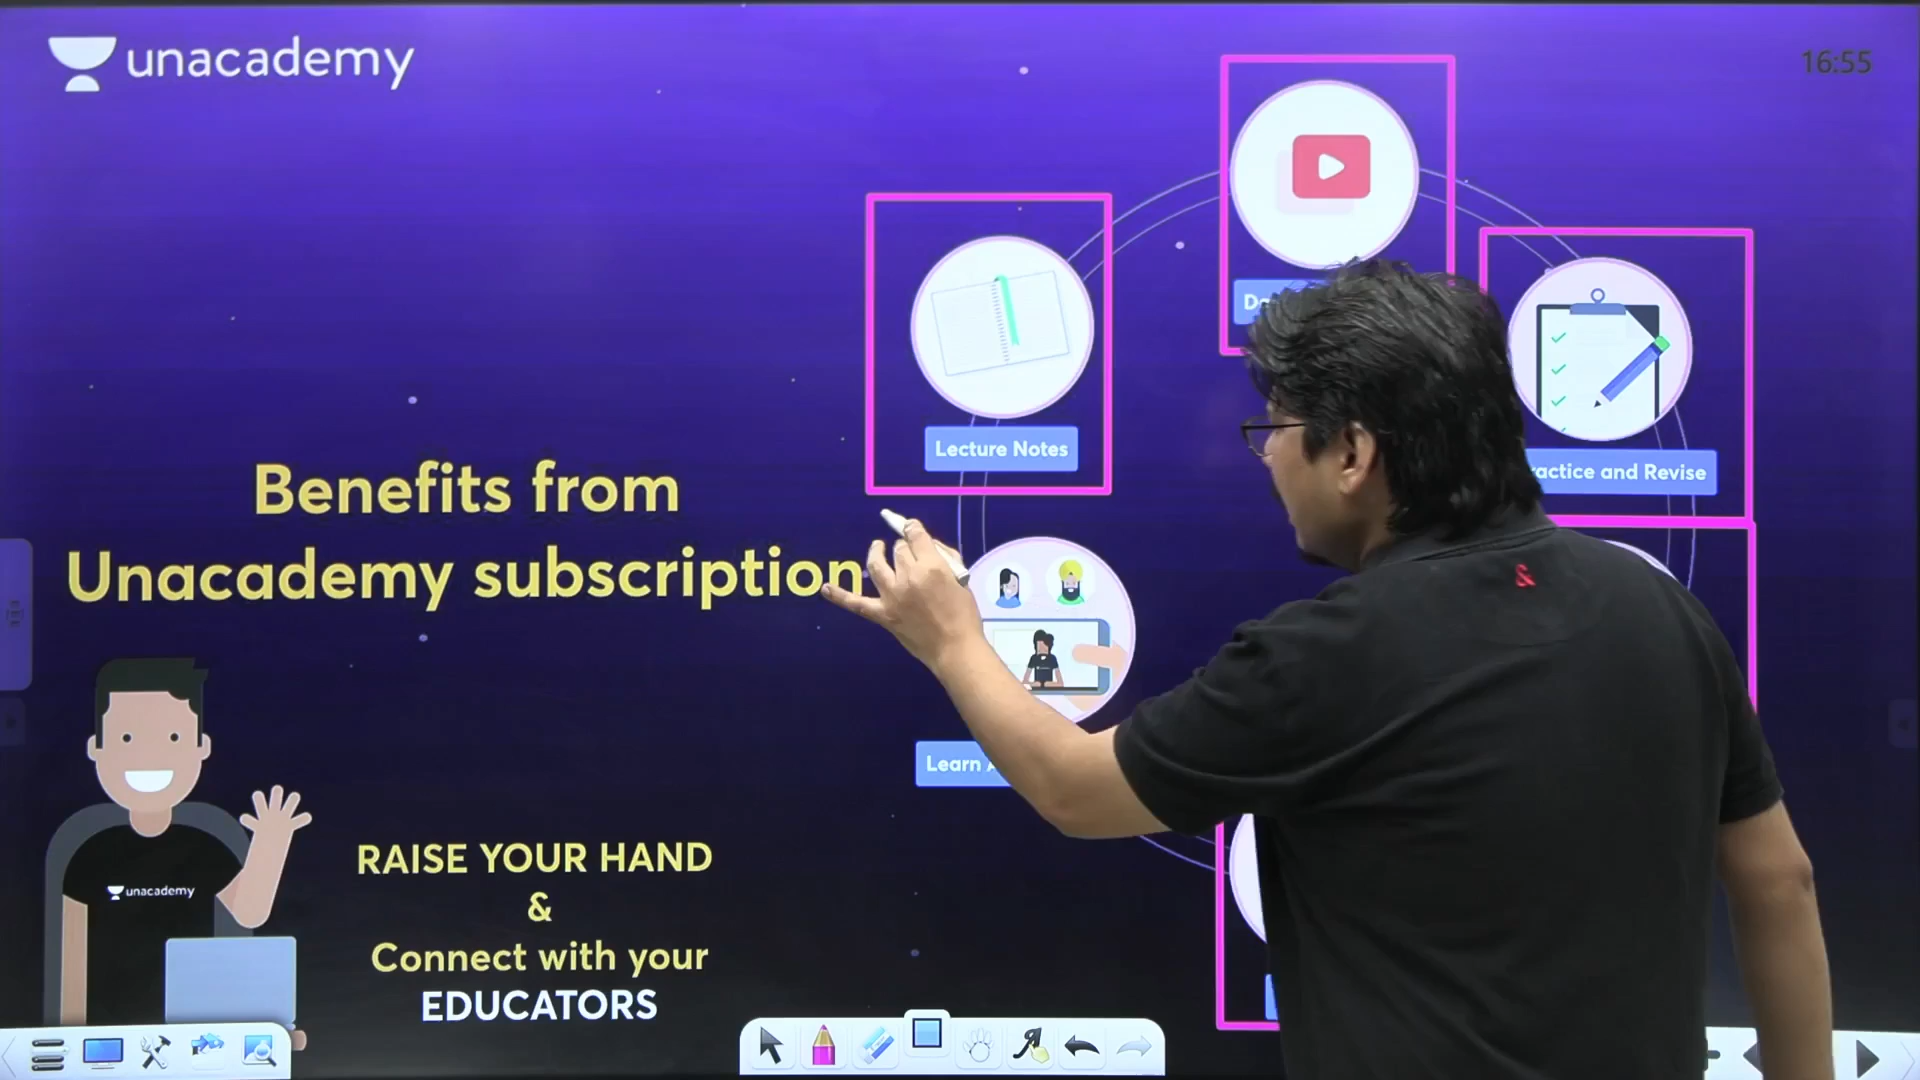 unacademy
16:55
Lecture Notes
and Revise
Benefits from
Unacademy subscription
Learn
unacademy
RAISE YOUR HAND
&
Connect with your
EDUCATORS
&